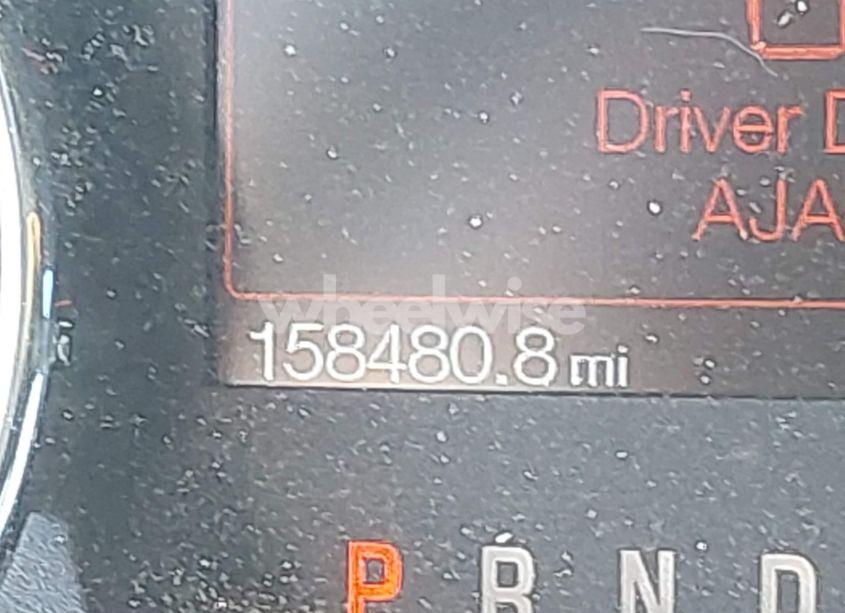 Driver D
AJA
wheelwise
158480.8 mi
P R N D